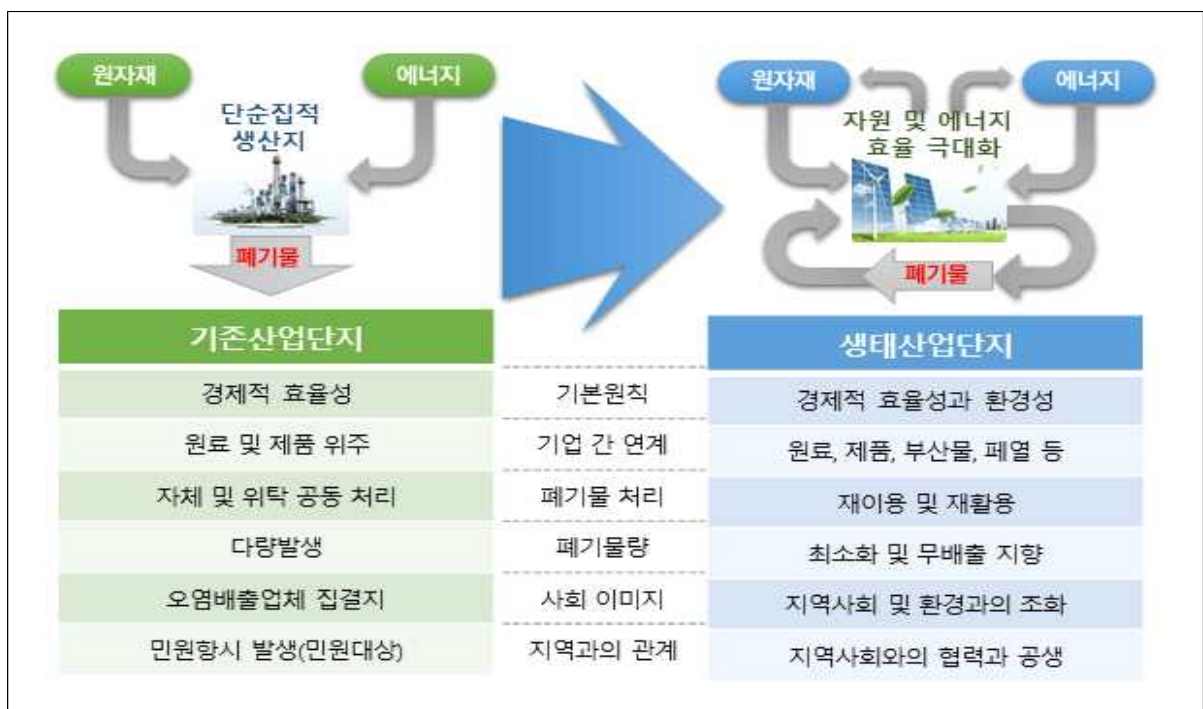 원자재
에너지
단순집적
생산지
폐기물
원자재
에너지
자원 및 에너지
효율 극대화
폐기물
기존산업단지
생태산업단지
경제적 효율성
기본원칙
경제적 효율성과 환경성
원료 및 제품 위주
기업 간 연계
원료, 제품, 부산물, 페열 등
자체 및 위탁 공동 처리
폐기물 처리
재이용 및 재활용
다량발생
폐기물량
최소화 및 무배출 지향
오염배출업체 집결지
사회 이미지
지역사회 및 환경과의 조화
민원항시 발생(민원대상)
지역과의 관계
지역사회와의 협력과 공생